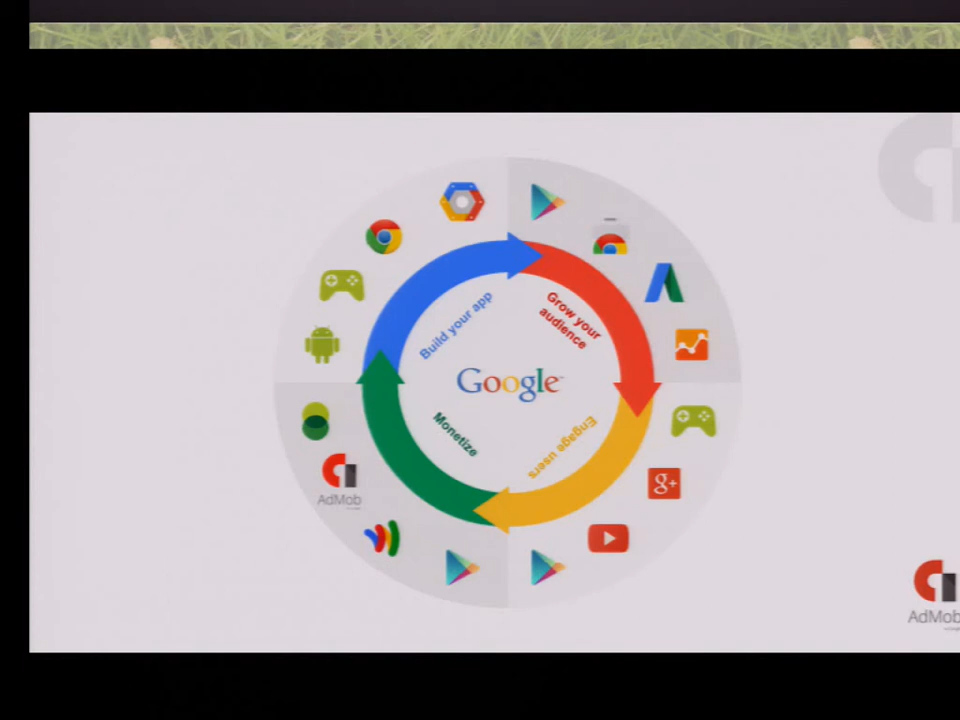 Build your app
Grow your
audience
Google
Monetize
Engage users
g+
AdMob
AdMob